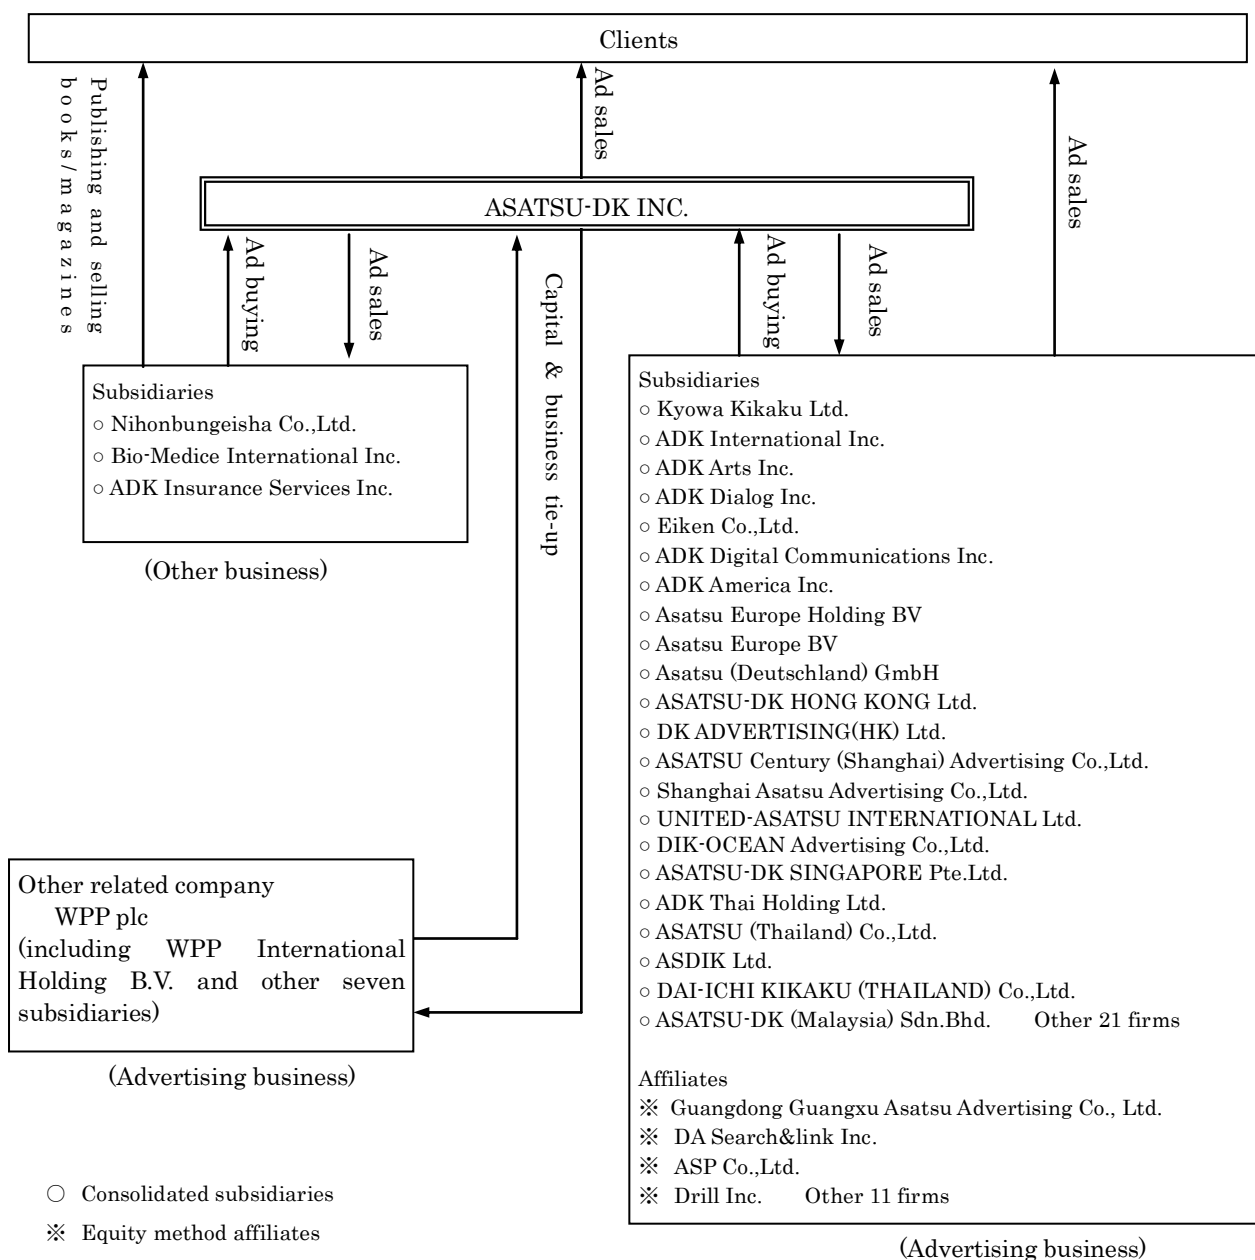 Clients
Publishing and selling
books/magazines
Ad sales
Ad sales
ASATSU-DK INC.
Ad buying
Ad sales
Capital & business tie-up
Ad buying
Ad sales
Subsidiaries
○ Nihonbungeisha Co.,Ltd.
○ Bio-Medice International Inc.
○ ADK Insurance Services Inc.
(Other business)
Subsidiaries
○ Kyowa Kikaku Ltd.
○ ADK International Inc.
○ ADK Arts Inc.
○ ADK Dialog Inc.
○ Eiken Co.,Ltd.
○ ADK Digital Communications Inc.
○ ADK America Inc.
○ Asatsu Europe Holding BV
○ Asatsu Europe BV
○ Asatsu (Deutschland) GmbH
○ ASATSU-DK HONG KONG Ltd.
○ DK ADVERTISING(HK) Ltd.
○ ASATSU Century (Shanghai) Advertising Co.,Ltd.
○ Shanghai Asatsu Advertising Co.,Ltd.
○ UNITED-ASATSU INTERNATIONAL Ltd.
○ DIK-OCEAN Advertising Co.,Ltd.
○ ASATSU-DK SINGAPORE Pte.Ltd.
○ ADK Thai Holding Ltd.
○ ASATSU (Thailand) Co.,Ltd.
○ ASDIK Ltd.
○ DAI-ICHI KIKAKU (THAILAND) Co.,Ltd.
○ ASATSU-DK (Malaysia) Sdn.Bhd. Other 21 firms
Affiliates
※ Guangdong Guangxu Asatsu Advertising Co., Ltd.
※ DA Search&link Inc.
※ ASP Co.,Ltd.
※ Drill Inc. Other 11 firms
(Advertising business)
Other related company
WPP plc
(including WPP International
Holding B.V. and other seven
subsidiaries)
(Advertising business)
○ Consolidated subsidiaries
※ Equity method affiliates